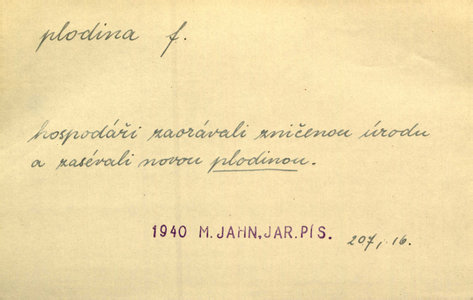 plodina f.
hospodáři zaorávali zničenou úrodu
a zasévali novou plodinou.
1940 M. JAHN, JAR. PÍS. 207, 16.